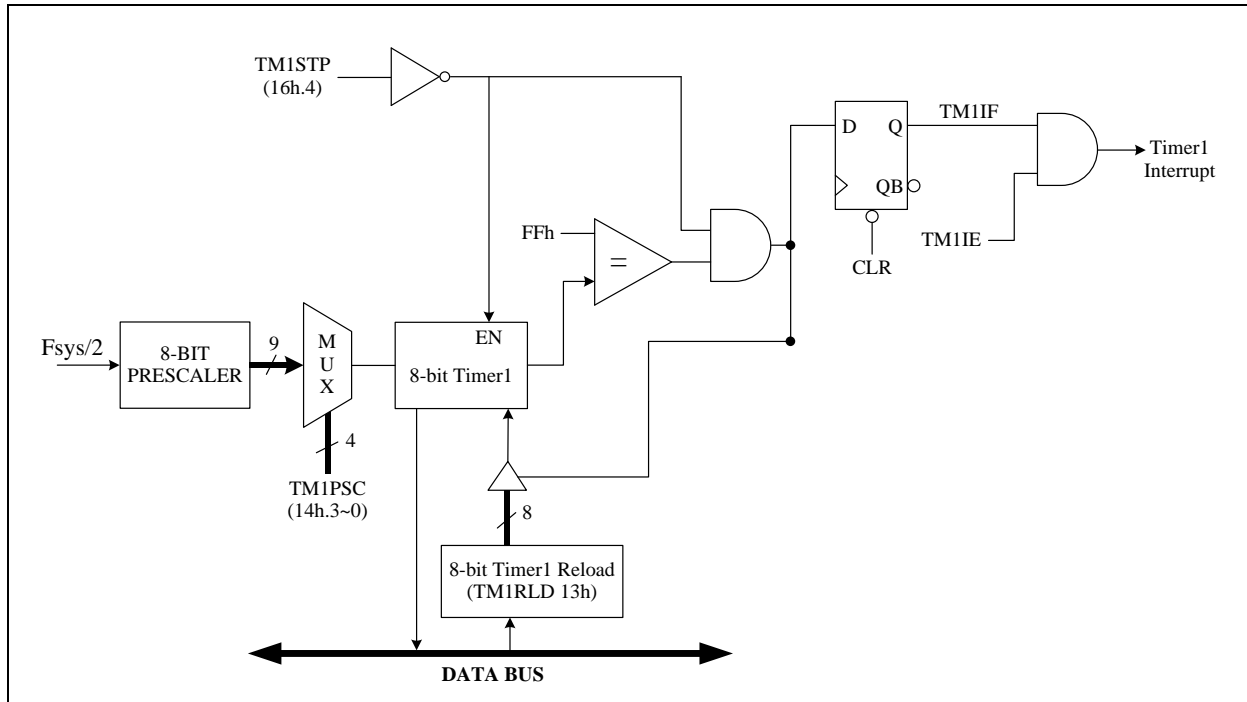 TM1STP
(16h.4)
D
Q
QB
CLR
TM1IF
TM1IE
Timer1
Interrupt
FFh
=
Fsys/2
8-BIT
PRESCALER
9
M
U
X
4
TM1PSC
(14h.3~0)
EN
8-bit Timer1
8
8-bit Timer1 Reload
(TM1RLD 13h)
DATA BUS